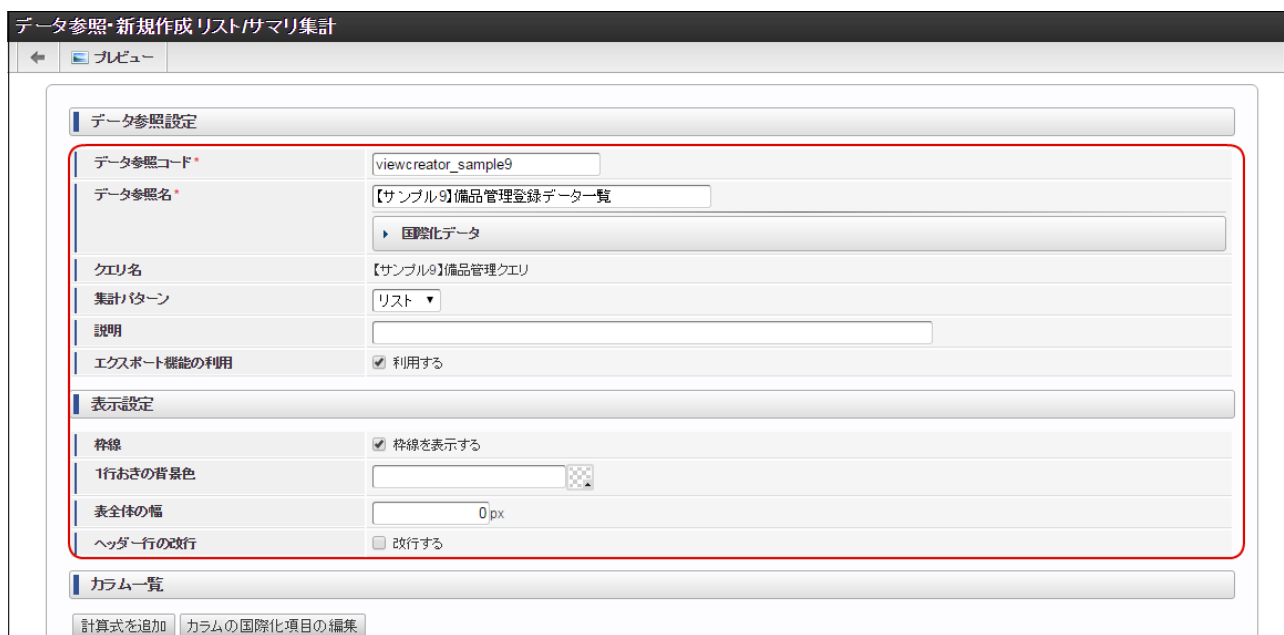 データ参照・新規作成 リスト/サマリ集計
プレビュー
データ参照設定
データ参照コード* viewcreator_sample9
データ参照名* 【サンプル9】備品管理登録データ一覧
国際化データ
クエリ名 【サンプル9】備品管理クエリ
集計パターン リスト
説明
エクスポート機能の利用 利用する
表示設定
枠線 枠線を表示する
1行おきの背景色
表全体の幅 0 px
ヘッダー行の改行 改行する
カラム一覧
計算式を追加 カラムの国際化項目の編集